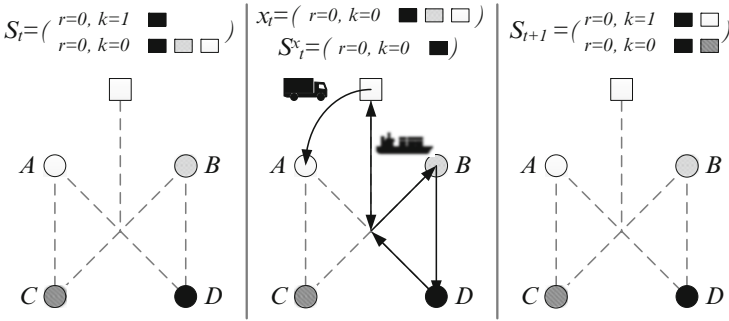 S_t=( r=0, k=1
r=0, k=0 )
A B
C D
x_t=( r=0, k=0 )
S^x_t=( r=0, k=0 )
A B
C D
S_{t+1}=( r=0, k=1
r=0, k=0 )
A B
C D